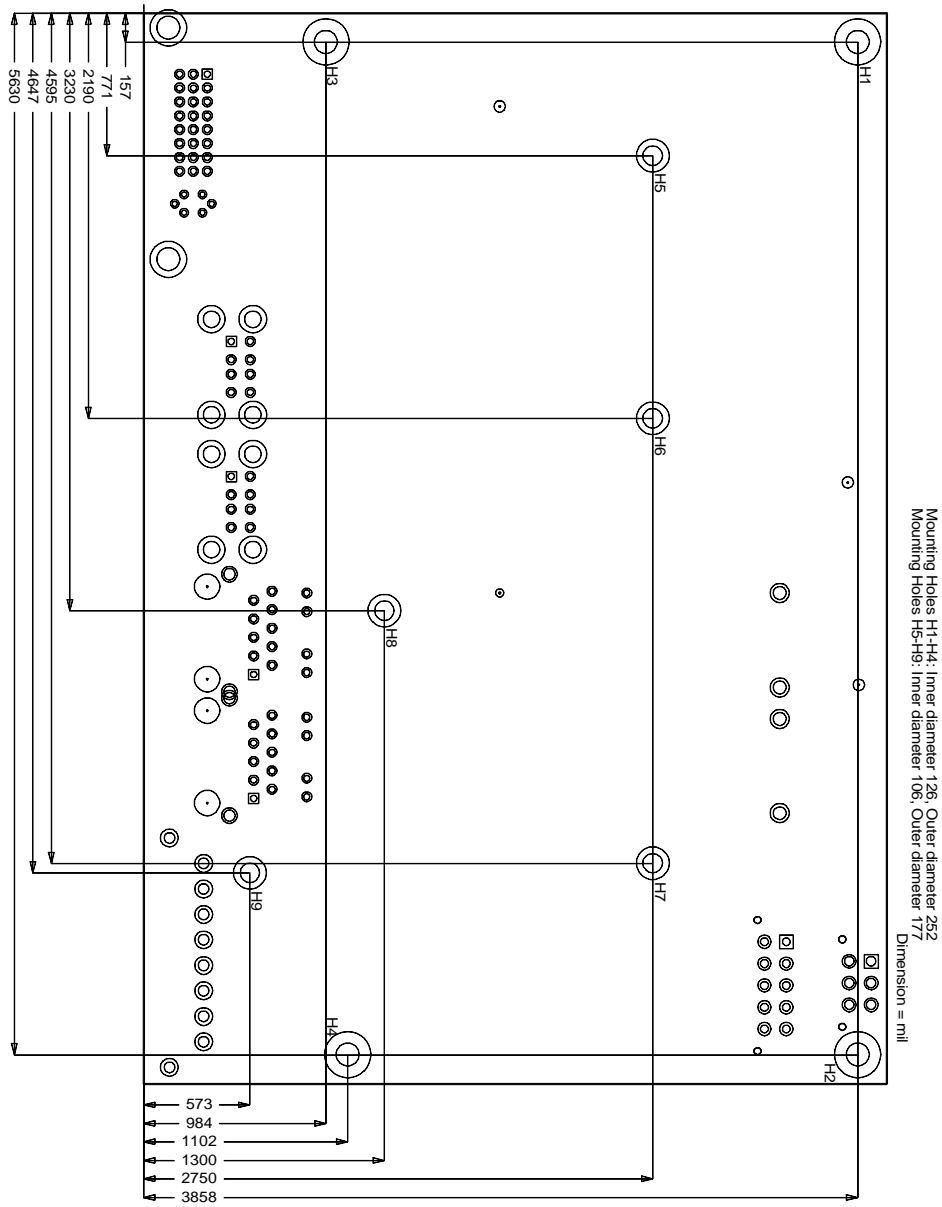 Mounting Holes H1-H4: Inner diameter 126, Outer diameter 252
Mounting Holes H5-H9: Inner diameter 106, Outer diameter 177
Dimension = mil
H1
H3
H5
H6
H8
H7
H9
H4
H2
157
771
2190
3230
4595
4647
5630
573
984
1102
1300
2750
3858